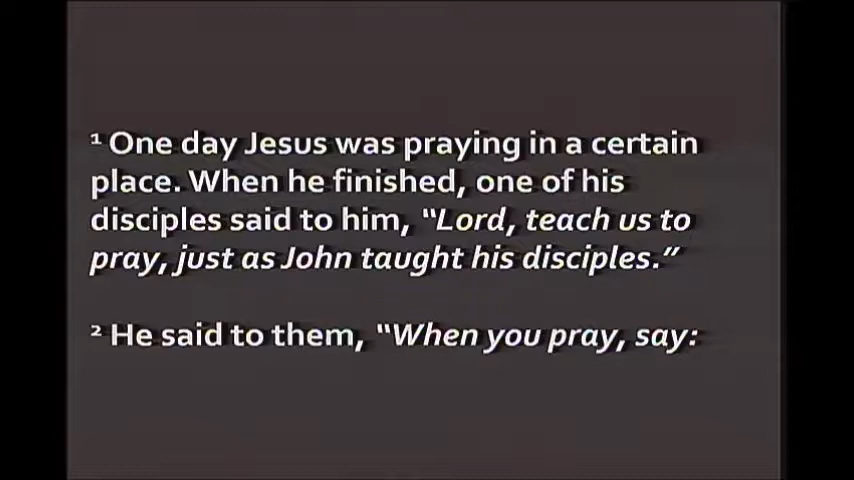 ¹ One day Jesus was praying in a certain
place. When he finished, one of his
disciples said to him, “Lord, teach us to
pray, just as John taught his disciples.”
² He said to them, “When you pray, say: